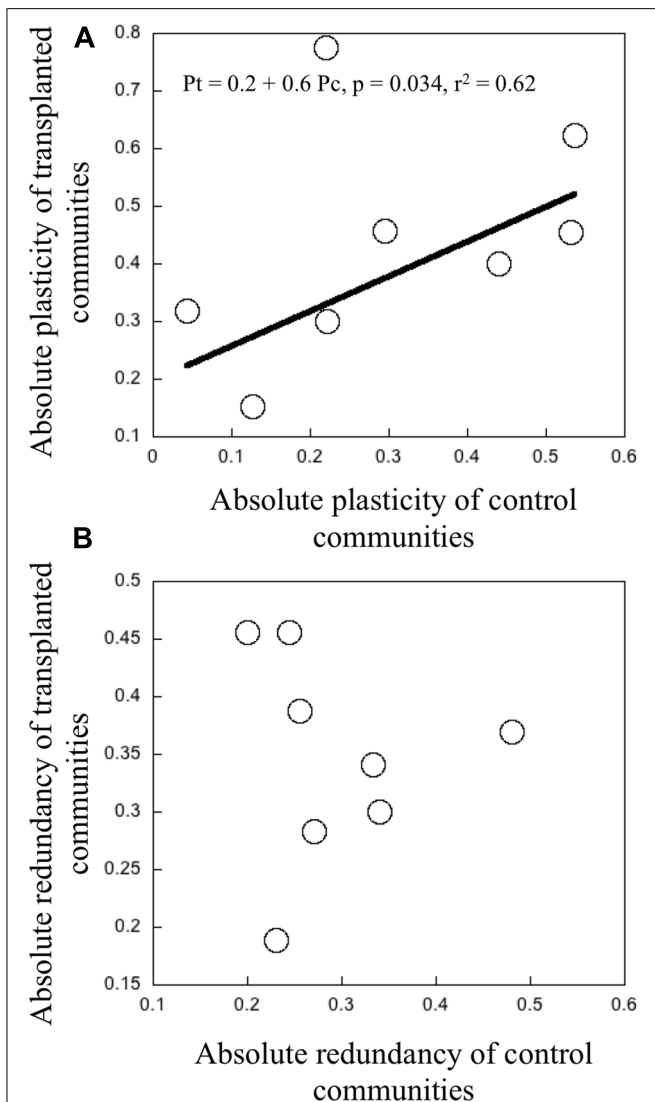 A
Absolute plasticity of transplanted
communities
0.8
0.7
0.6
0.5
0.4
0.3
0.2
0.1
Pt = 0.2 + 0.6 Pc, p = 0.034, r² = 0.62
0 0.1 0.2 0.3 0.4 0.5 0.6
Absolute plasticity of control
communities
B
Absolute redundancy of transplanted
communities
0.5
0.45
0.4
0.35
0.3
0.25
0.2
0.15
0.1 0.2 0.3 0.4 0.5 0.6
Absolute redundancy of control
communities